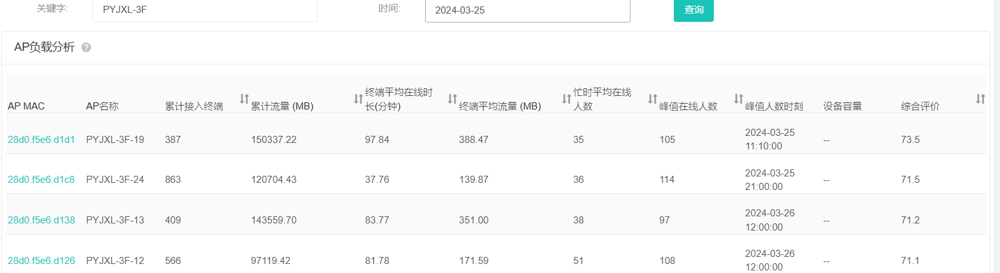 关键字: PYJXL-3F 时间: 2024-03-25 查询
AP负载分析 ?
AP MAC AP名称 累计接入终端 累计流量 (MB) 终端平均在线时长(分钟) 终端平均流量 (MB) 忙时平均在线人数 峰值在线人数 峰值人数时刻 设备容量 综合评价
28d0.f5e6.d1d1 PYJXL-3F-19 387 150337.22 97.84 388.47 35 105 2024-03-25 11:10:00 -- 73.5
28d0.f5e6.d1c8 PYJXL-3F-24 863 120704.43 37.76 139.87 36 114 2024-03-25 21:00:00 -- 71.5
28d0.f5e6.d138 PYJXL-3F-13 409 143559.70 83.77 351.00 38 97 2024-03-26 12:00:00 -- 71.2
28d0.f5e6.d126 PYJXL-3F-12 566 97119.42 81.78 171.59 51 108 2024-03-26 12:00:00 -- 71.1